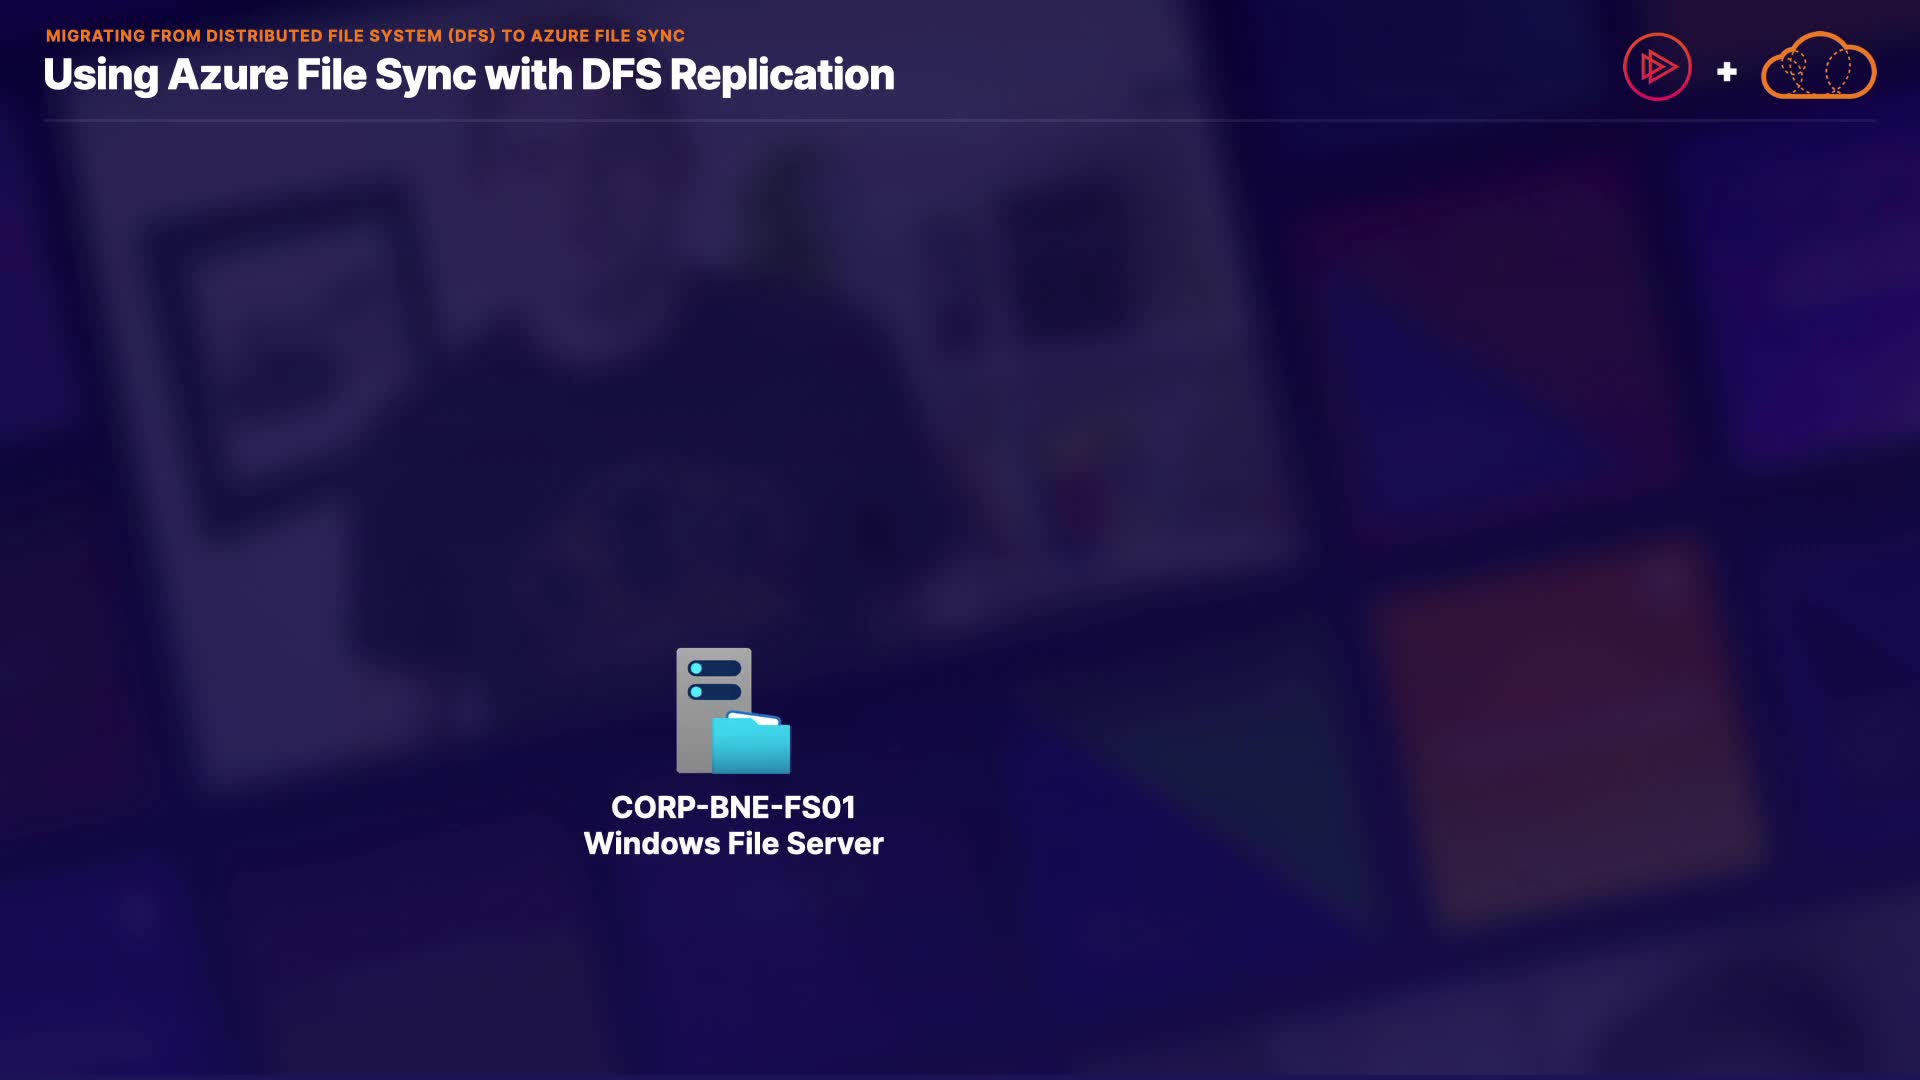 MIGRATING FROM DISTRIBUTED FILE SYSTEM (DFS) TO AZURE FILE SYNC
Using Azure File Sync with DFS Replication
CORP-BNE-FS01
Windows File Server